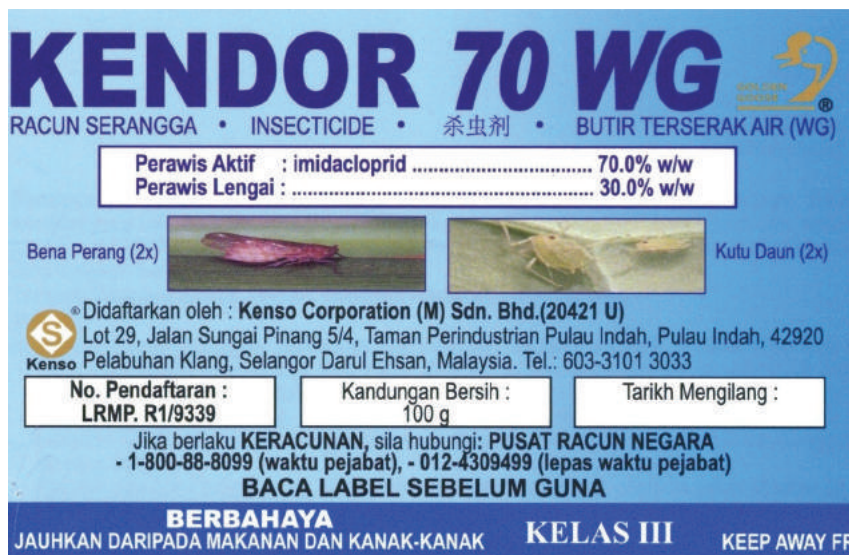 KENDOR 70 WG
®
RACUN SERANGGA • INSECTICIDE • 杀虫剂 • BUTIR TERSERAK AIR (WG)
Perawis Aktif : imidacloprid .................................... 70.0% w/w
Perawis Lengai : ............................................................ 30.0% w/w
Bena Perang (2x)
Kutu Daun (2x)
® Didaftarkan oleh : Kenso Corporation (M) Sdn. Bhd.(20421 U)
S
Lot 29, Jalan Sungai Pinang 5/4, Taman Perindustrian Pulau Indah, Pulau Indah, 42920
Kenso Pelabuhan Klang, Selangor Darul Ehsan, Malaysia. Tel.: 603-3101 3033
No. Pendaftaran :
LRMP. R1/9339
Kandungan Bersih :
100 g
Tarikh Mengilang :
Jika berlaku KERACUNAN, sila hubungi: PUSAT RACUN NEGARA
- 1-800-88-8099 (waktu pejabat), - 012-4309499 (lepas waktu pejabat)
BACA LABEL SEBELUM GUNA
BERBAHAYA
JAUHKAN DARIPADA MAKANAN DAN KANAK-KANAK
KELAS III
KEEP AWAY FR